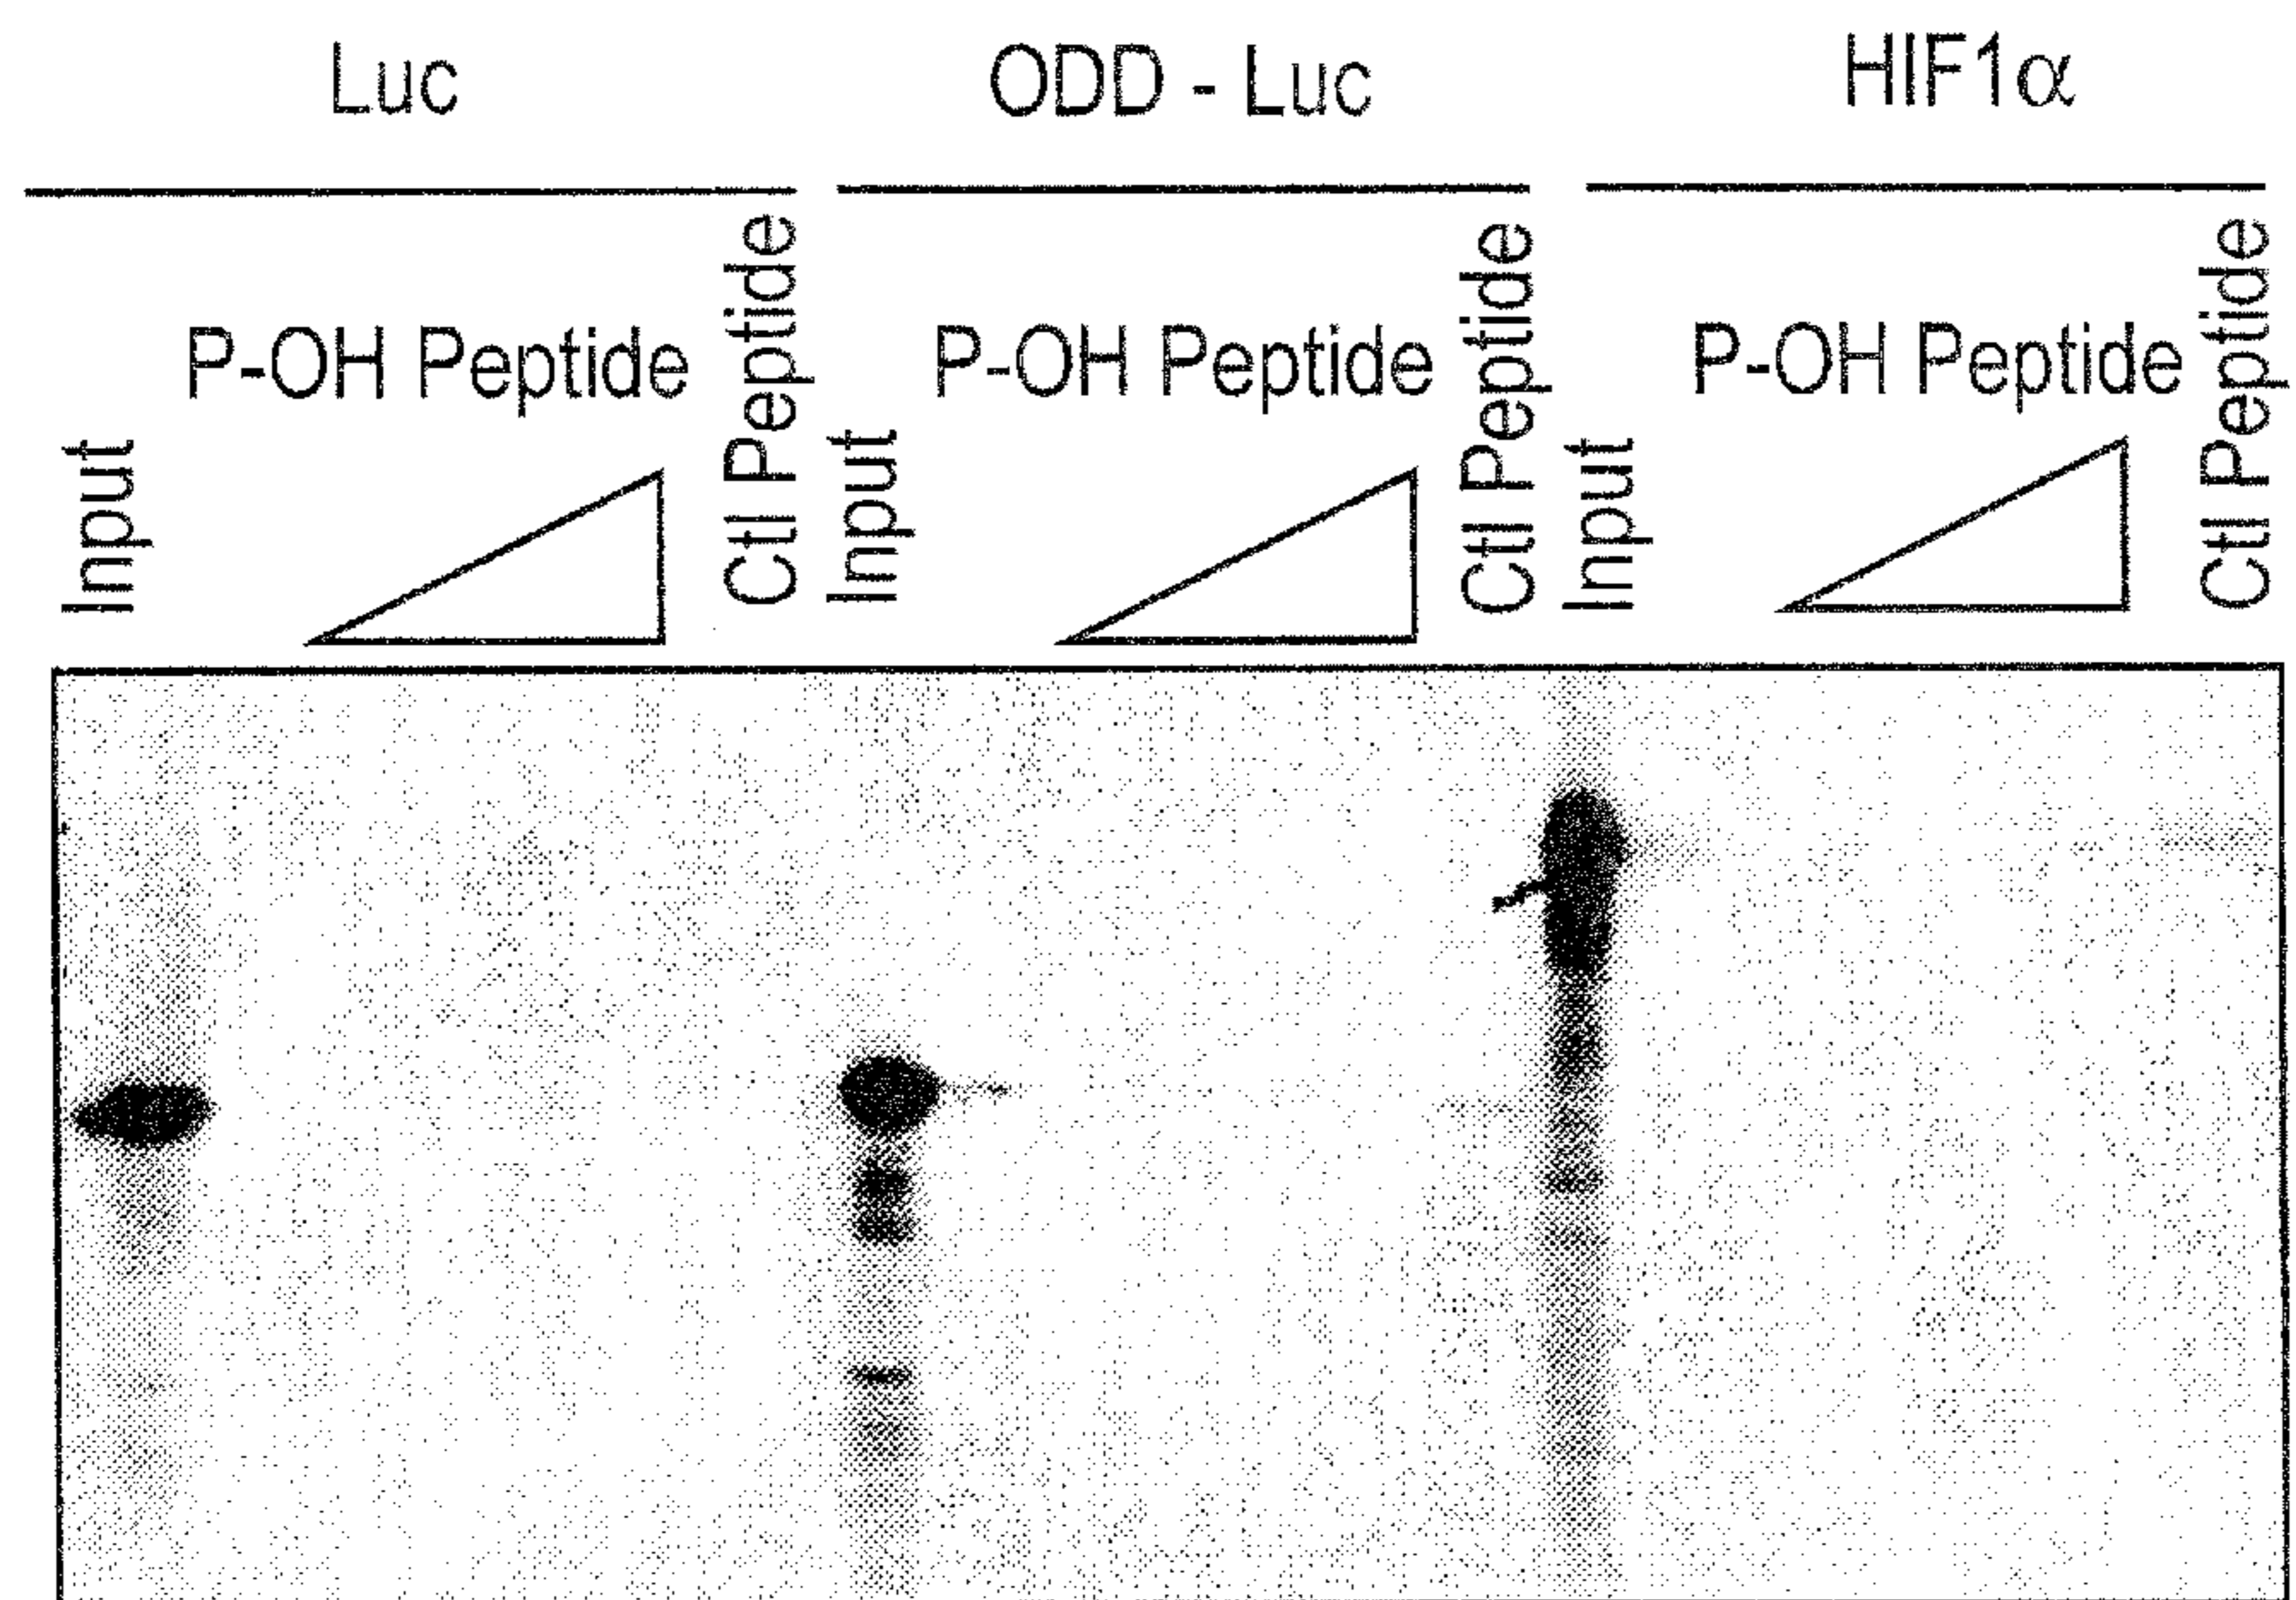 Luc
ODD - Luc
HIF1α
Input
P-OH Peptide
Ctl Peptide
Input
P-OH Peptide
Ctl Peptide
Input
P-OH Peptide
Ctl Peptide